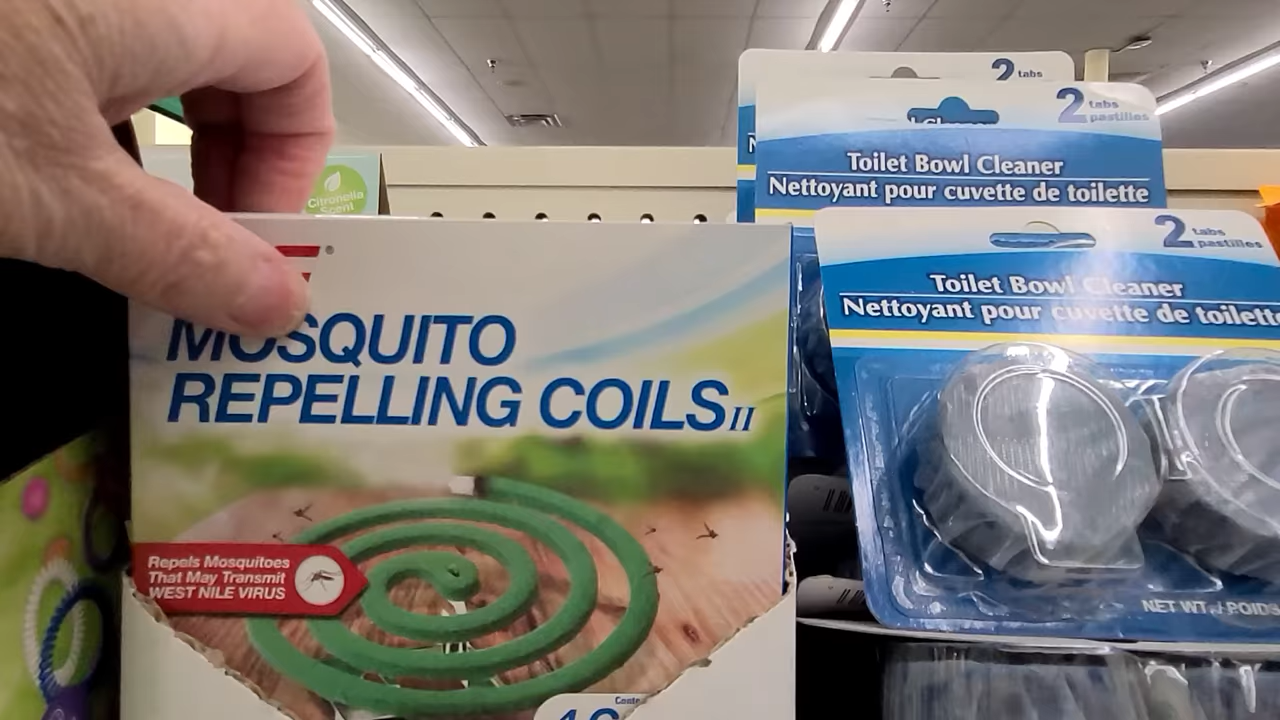 Citronella
Scent
®
MOSQUITO
REPELLING COILS II
Repels Mosquitoes
That May Transmit
WEST NILE VIRUS
2 tabs
2 tabs
pastilles
Toilet Bowl Cleaner
Nettoyant pour cuvette de toilette
2 tabs
pastilles
Toilet Bowl Cleaner
Nettoyant pour cuvette de toilette
NET WT. / POIDS